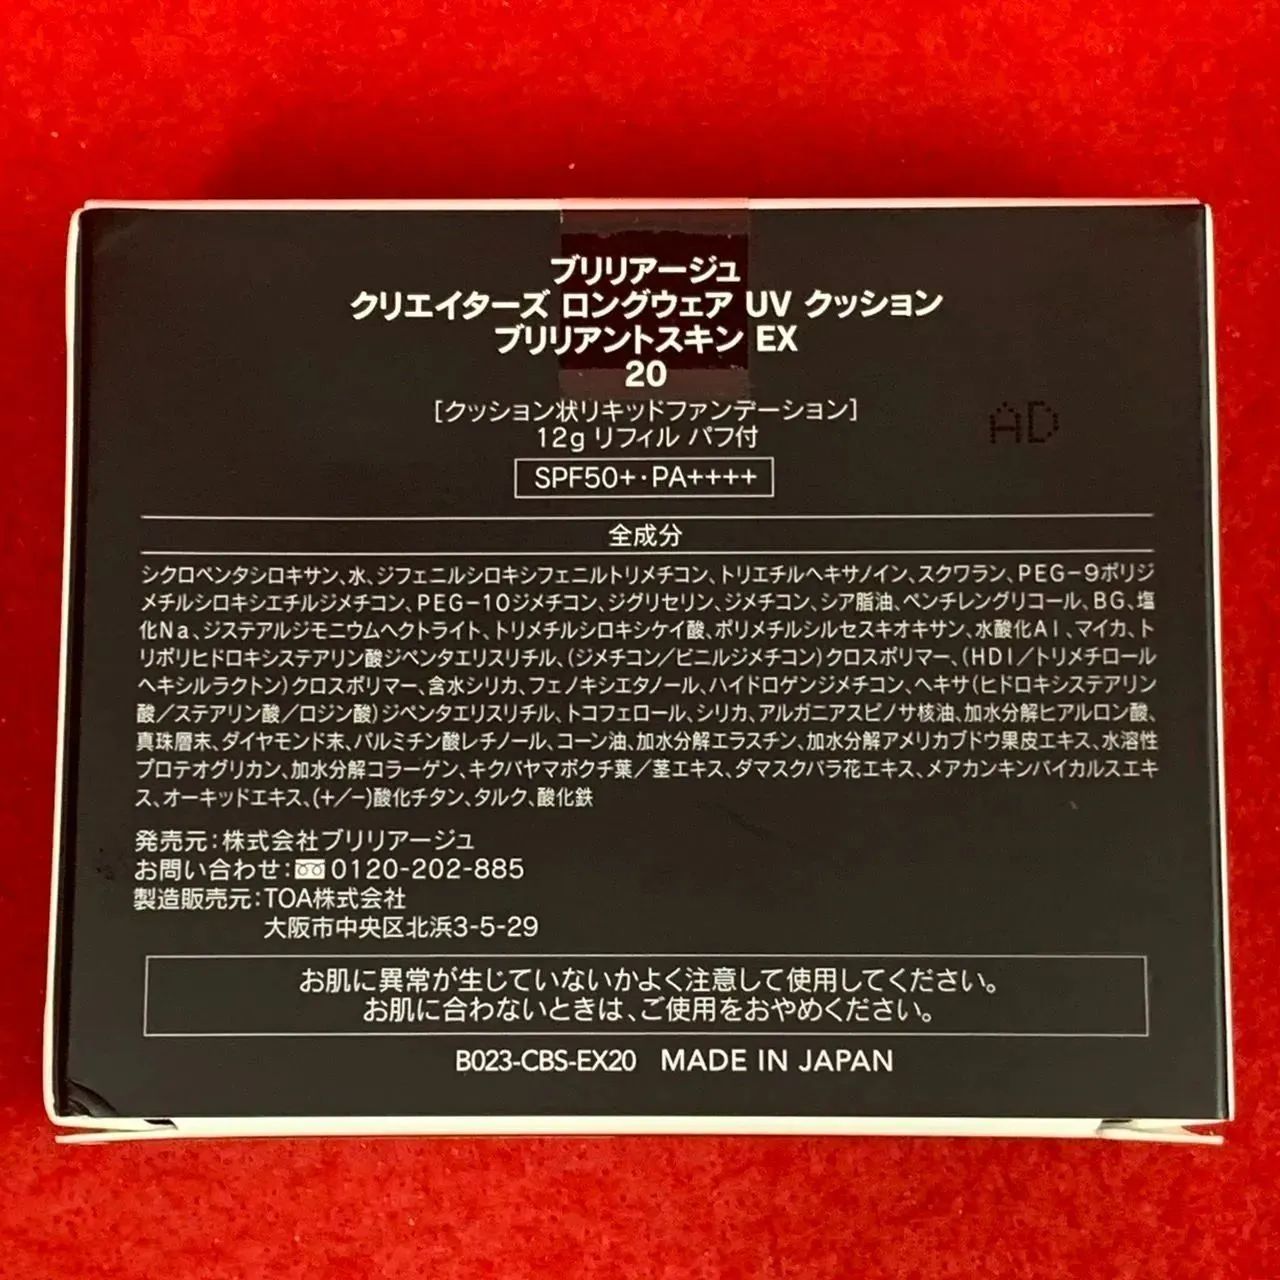 ブリリアージュ
クリエイターズ ロングウェア UV クッション
ブリリアントスキン EX
20
[クッション状リキッドファンデーション]
12g リフィル パフ付
AD
SPF50+・PA++++
全成分
シクロペンタシロキサン、水、ジフェニルシロキシフェニルトリメチコン、トリエチルヘキサノイン、スクワラン、PEG-9ポリジ
メチルシロキシエチルジメチコン、PEG-10ジメチコン、ジグリセリン、ジメチコン、シア脂油、ペンチレングリコール、BG、塩
化Na、ジステアルジモニウムヘクトライト、トリメチルシロキシケイ酸、ポリメチルシルセスキオキサン、水酸化Al、マイカ、ト
リポリヒドロキシステアリン酸ジペンタエリスリチル、(ジメチコン/ビニルジメチコン)クロスポリマー、(HDI/トリメチロール
ヘキシルラクトン)クロスポリマー、含水シリカ、フェノキシエタノール、ハイドロゲンジメチコン、ヘキサ(ヒドロキシステアリン
酸/ステアリン酸/ロジン酸)ジペンタエリスリチル、トコフェロール、シリカ、アルガニアスピノサ核油、加水分解ヒアルロン酸、
真珠層末、ダイヤモンド末、パルミチン酸レチノール、コーン油、加水分解エラスチン、加水分解アメリカブドウ果皮エキス、水溶性
プロテオグリカン、加水分解コラーゲン、キクバヤマボクチ葉/茎エキス、ダマスクバラ花エキス、メアカンキンバイカルスエキ
ス、オーキッドエキス、(+/-)酸化チタン、タルク、酸化鉄
発売元:株式会社ブリリアージュ
お問い合わせ:0120-202-885
製造販売元:TOA株式会社
大阪市中央区北浜3-5-29
お肌に異常が生じていないかよく注意して使用してください。
お肌に合わないときは、ご使用をおやめください。
B023-CBS-EX20 MADE IN JAPAN